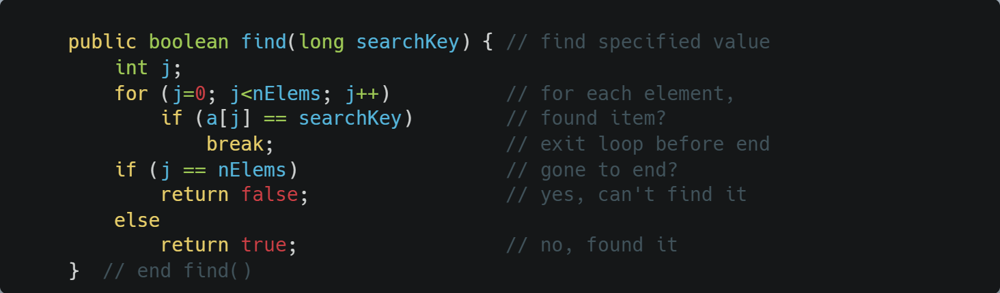 public boolean find(long searchKey) { // find specified value
    int j;
    for (j=0; j<nElems; j++)          // for each element,
        if (a[j] == searchKey)        // found item?
            break;                    // exit loop before end
    if (j == nElems)                  // gone to end?
        return false;                 // yes, can't find it
    else
        return true;                  // no, found it
}  // end find()